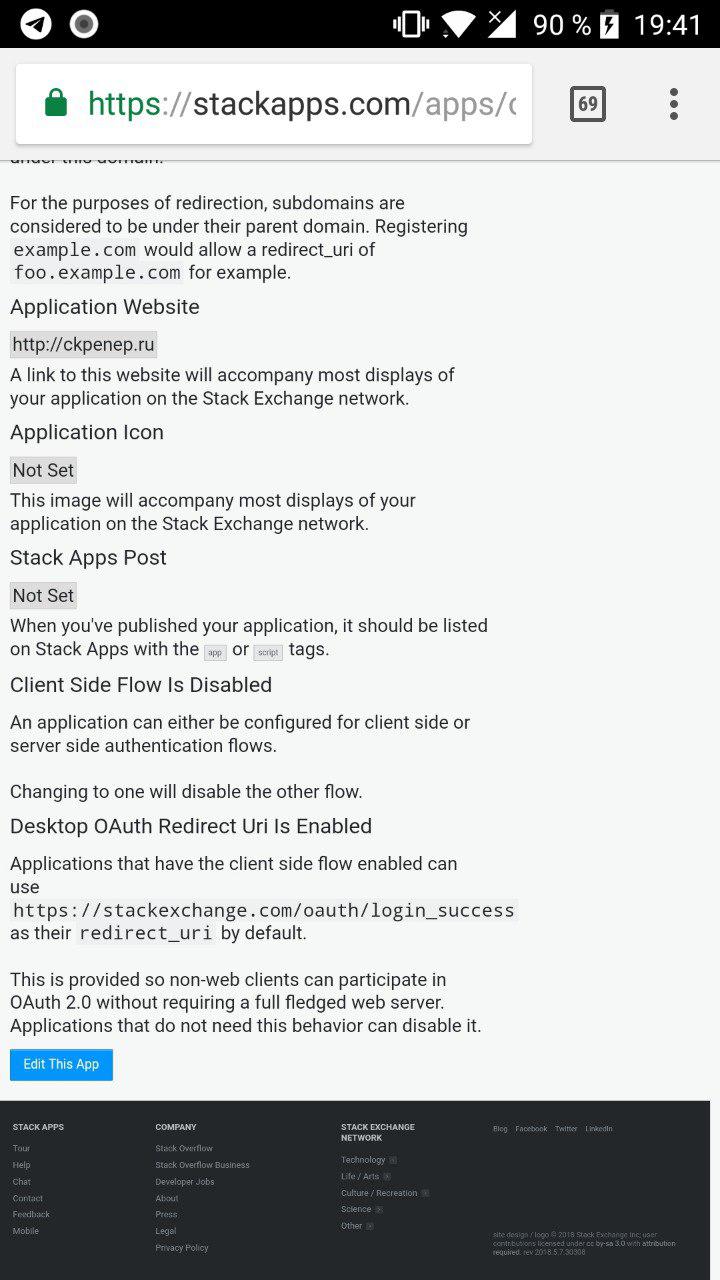 90 % 19:41
https://stackapps.com/apps/
69
under this domain.
For the purposes of redirection, subdomains are
considered to be under their parent domain. Registering
example.com would allow a redirect_uri of
foo.example.com for example.
Application Website
http://ckpenep.ru
A link to this website will accompany most displays of
your application on the Stack Exchange network.
Application Icon
Not Set
This image will accompany most displays of your
application on the Stack Exchange network.
Stack Apps Post
Not Set
When you've published your application, it should be listed
on Stack Apps with the app or script tags.
Client Side Flow Is Disabled
An application can either be configured for client side or
server side authentication flows.
Changing to one will disable the other flow.
Desktop OAuth Redirect Uri Is Enabled
Applications that have the client side flow enabled can
use
https://stackexchange.com/oauth/login_success
as their redirect_uri by default.
This is provided so non-web clients can participate in
OAuth 2.0 without requiring a full fledged web server.
Applications that do not need this behavior can disable it.
Edit This App
STACK APPS
Tour
Help
Chat
Contact
Feedback
Mobile
COMPANY
Stack Overflow
Stack Overflow Business
Developer Jobs
About
Press
Legal
Privacy Policy
STACK EXCHANGE
NETWORK
Technology
Life / Arts
Culture / Recreation
Science
Other
Blog Facebook Twitter LinkedIn
site design / logo © 2018 Stack Exchange Inc; user
contributions licensed under cc by-sa 3.0 with attribution
required. rev 2018.5.7.30308